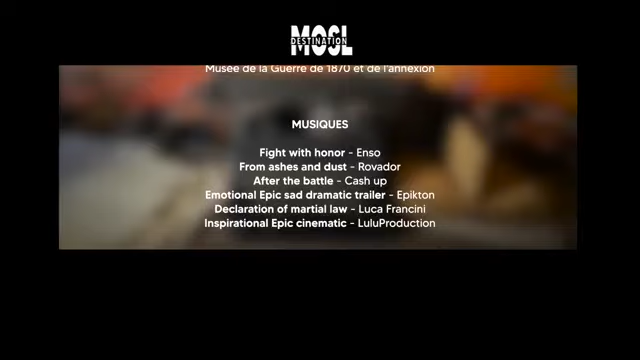 MOSL
DESTINATION
Musée de la Guerre de 1870 et de l'annexion
MUSIQUES
Fight with honor - Enso
From ashes and dust - Rovador
After the battle - Cash up
Emotional Epic sad dramatic trailer - Epikton
Declaration of martial law - Luca Francini
Inspirational Epic cinematic - LuluProduction